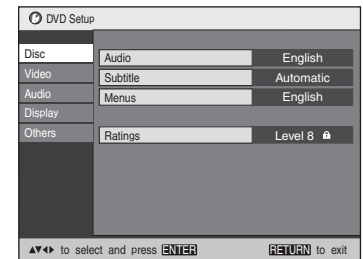 DVD Setup
Disc
Video
Audio
Display
Others
Audio English
Subtitle Automatic
Menus English
Ratings Level 8
▲▼◀▶ to select and press ENTER RETURN to exit